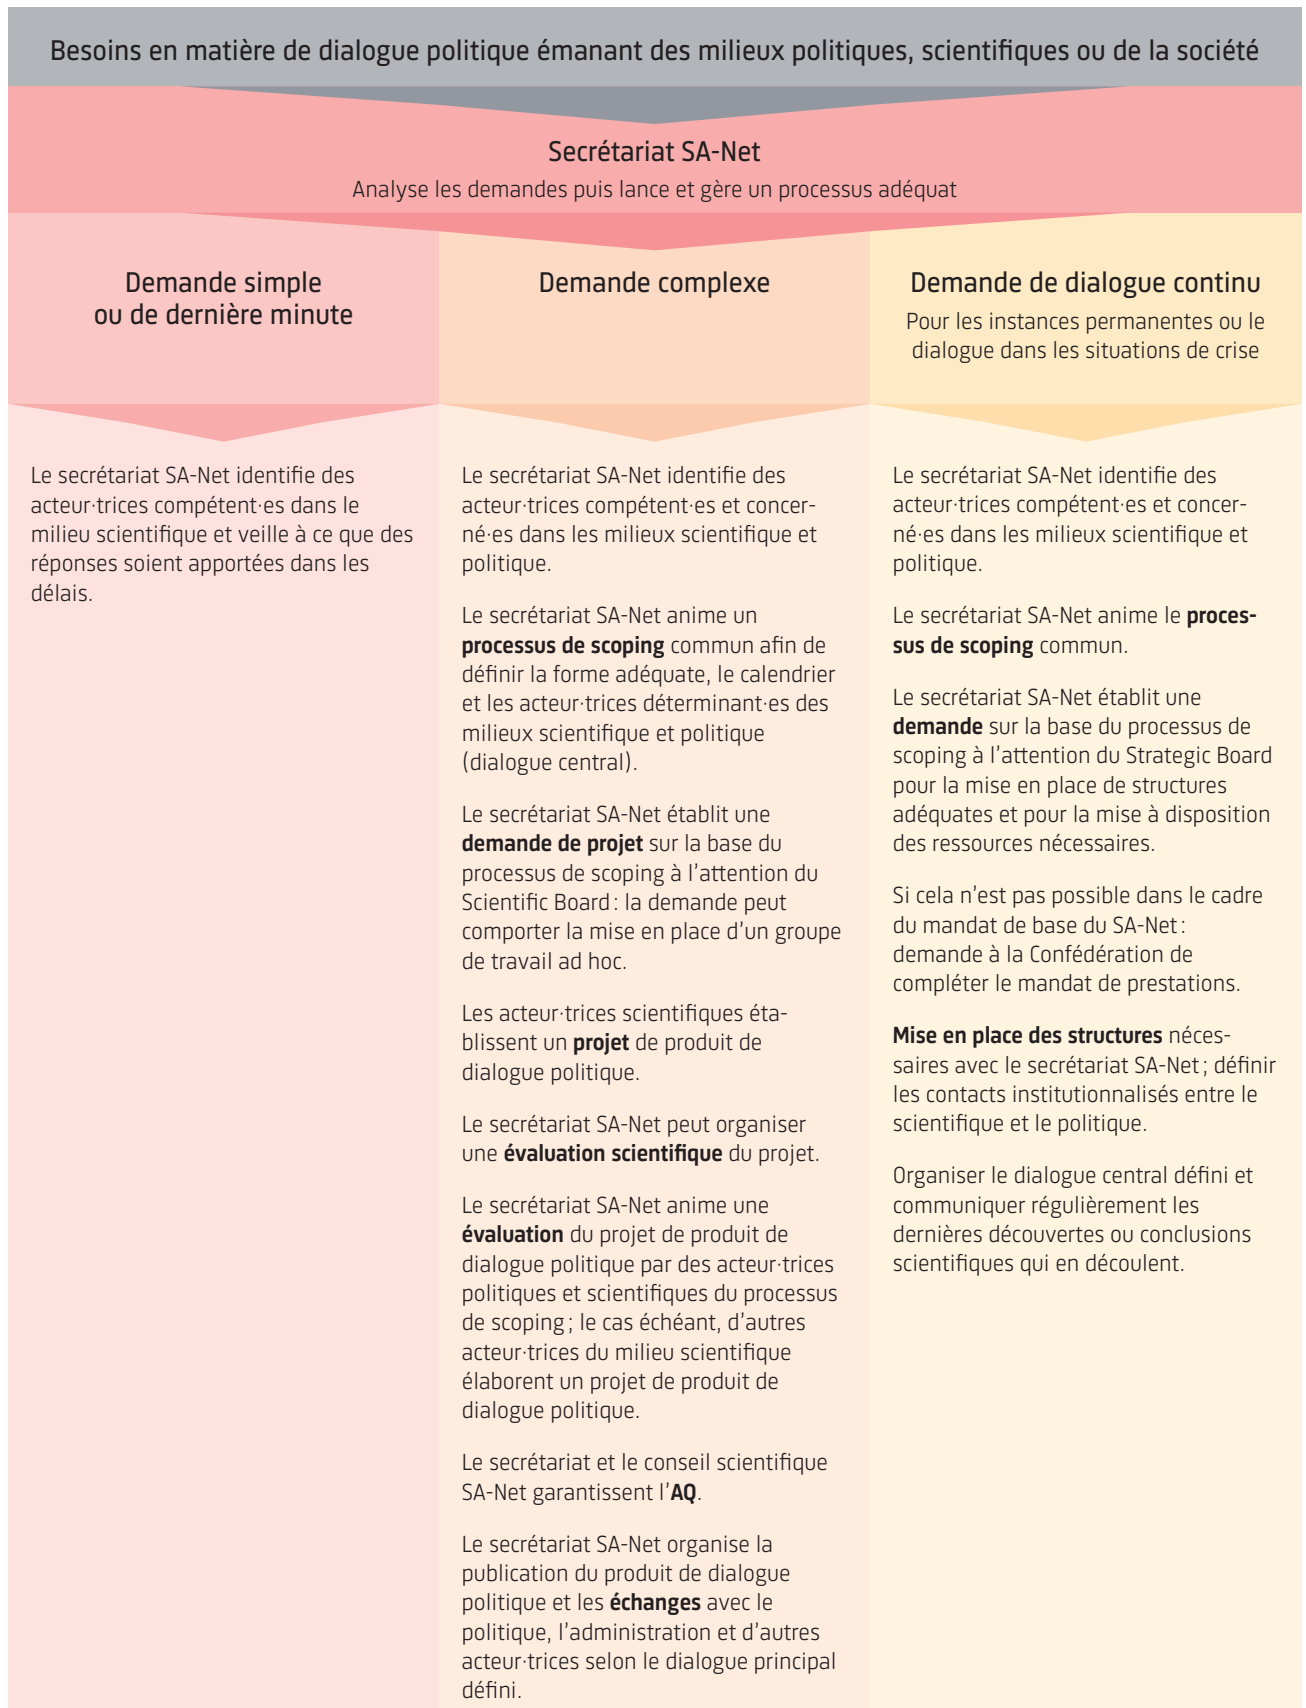 Besoins en matière de dialogue politique émanant des milieux politiques, scientifiques ou de la société
Secrétariat SA-Net
Analyse les demandes puis lance et gère un processus adéquat
Demande simple
ou de dernière minute
Le secrétariat SA-Net identifie des
acteur·trices compétent·es dans le
milieu scientifique et veille à ce que des
réponses soient apportées dans les
délais.
Demande complexe
Le secrétariat SA-Net identifie des
acteur·trices compétent·es et concer-
né·es dans les milieux scientifique et
politique.
Le secrétariat SA-Net anime un
processus de scoping commun afin de
définir la forme adéquate, le calendrier
et les acteur·trices déterminant·es des
milieux scientifique et politique
(dialogue central).
Le secrétariat SA-Net établit une
demande de projet sur la base du
processus de scoping à l’attention du
Scientific Board : la demande peut
comporter la mise en place d’un groupe
de travail ad hoc.
Les acteur·trices scientifiques éta-
blissent un projet de produit de
dialogue politique.
Le secrétariat SA-Net peut organiser
une évaluation scientifique du projet.
Le secrétariat SA-Net anime une
évaluation du projet de produit de
dialogue politique par des acteur·trices
politiques et scientifiques du processus
de scoping ; le cas échéant, d’autres
acteur·trices du milieu scientifique
élaborent un projet de produit de
dialogue politique.
Le secrétariat et le conseil scientifique
SA-Net garantissent l’AQ.
Le secrétariat SA-Net organise la
publication du produit de dialogue
politique et les échanges avec le
politique, l’administration et d’autres
acteur·trices selon le dialogue principal
défini.
Demande de dialogue continu
Pour les instances permanentes ou le
dialogue dans les situations de crise
Le secrétariat SA-Net identifie des
acteur·trices compétent·es et concer-
né·es dans les milieux scientifique et
politique.
Le secrétariat SA-Net anime le proces-
sus de scoping commun.
Le secrétariat SA-Net établit une
demande sur la base du processus de
scoping à l’attention du Strategic Board
pour la mise en place de structures
adéquates et pour la mise à disposition
des ressources nécessaires.
Si cela n’est pas possible dans le cadre
du mandat de base du SA-Net :
demande à la Confédération de
compléter le mandat de prestations.
Mise en place des structures néces-
saires avec le secrétariat SA-Net ; définir
les contacts institutionnalisés entre le
scientifique et le politique.
Organiser le dialogue central défini et
communiquer régulièrement les
dernières découvertes ou conclusions
scientifiques qui en découlent.